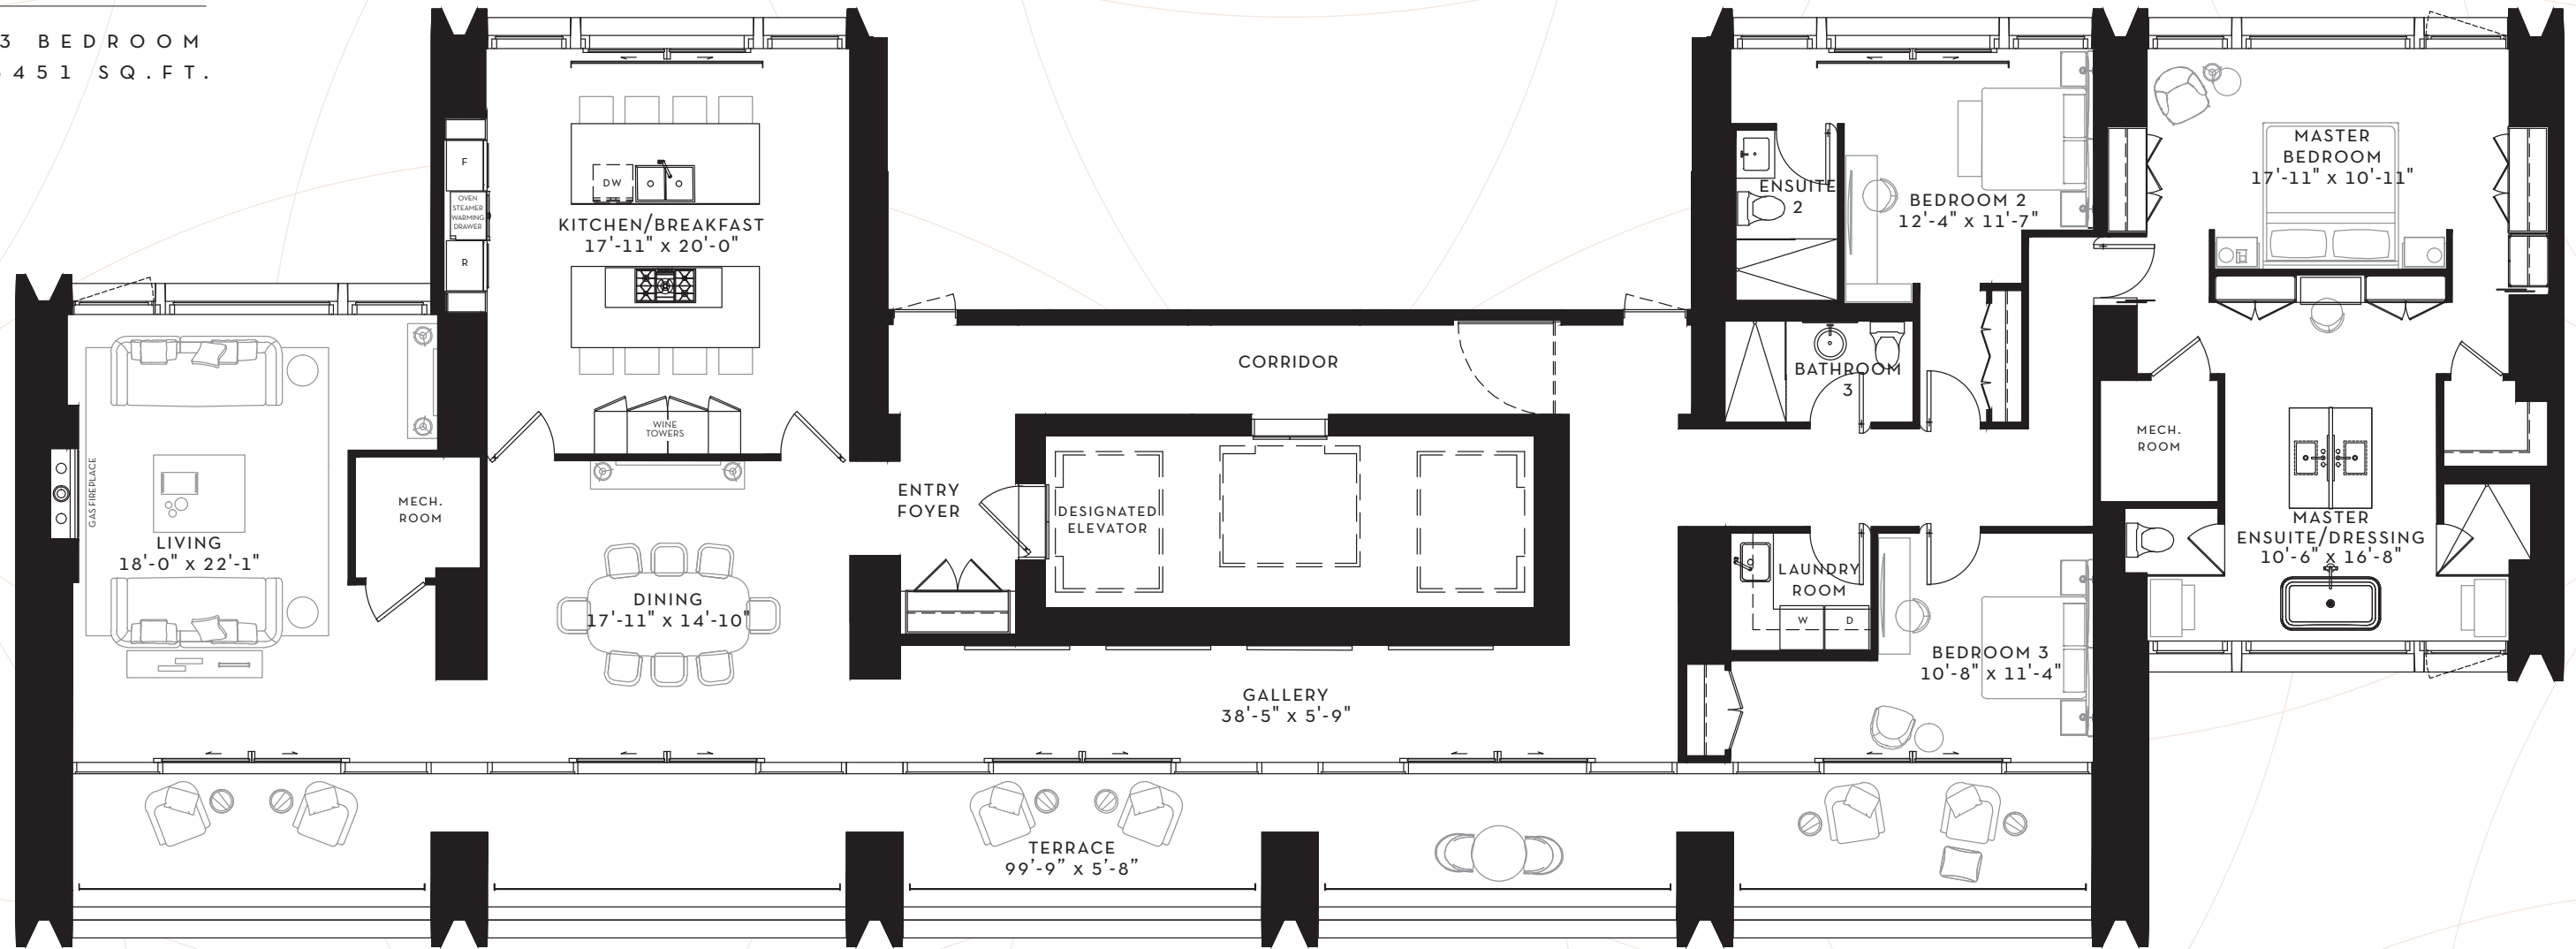 3 BEDROOM
451 SQ.FT.
F
OVEN
STEAMER
WARMING
DRAWER
R
DW
KITCHEN/BREAKFAST
17'-11" x 20'-0"
WINE
TOWERS
GAS FIREPLACE
LIVING
18'-0" x 22'-1"
MECH.
ROOM
DINING
17'-11" x 14'-10"
ENTRY
FOYER
CORRIDOR
DESIGNATED
ELEVATOR
GALLERY
38'-5" x 5'-9"
TERRACE
99'-9" x 5'-8"
ENSUITE
2
BEDROOM 2
12'-4" x 11'-7"
BATHROOM
3
LAUNDRY
ROOM
W
D
BEDROOM 3
10'-8" x 11'-4"
MASTER
BEDROOM
17'-11" x 10'-11"
MECH.
ROOM
MASTER
ENSUITE/DRESSING
10'-6" x 16'-8"